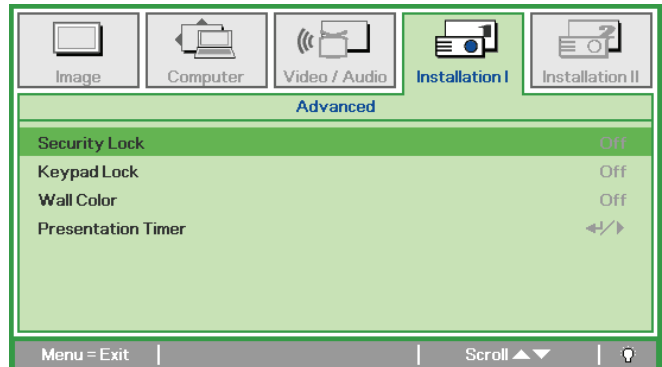 Image Computer Video / Audio Installation I Installation II
Advanced
Security Lock Off
Keypad Lock Off
Wall Color Off
Presentation Timer
Menu = Exit Scroll